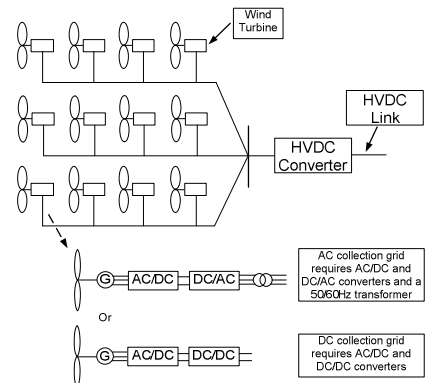 Wind
Turbine
HVDC
Link
HVDC
Converter
G
AC/DC
DC/AC
AC collection grid
requires AC/DC and
DC/AC converters and a
50/60Hz transformer
Or
G
AC/DC
DC/DC
DC collection grid
requires AC/DC and
DC/DC converters